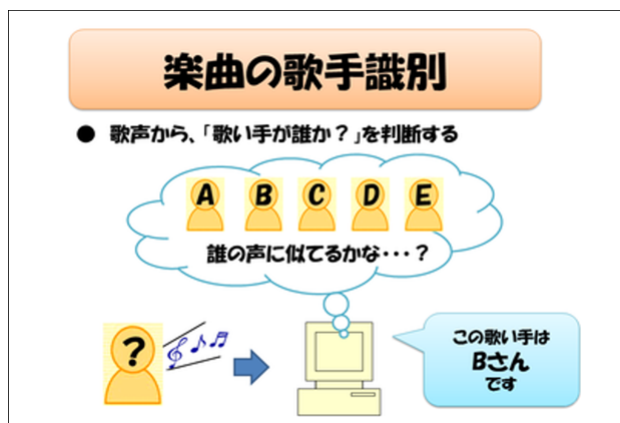 楽曲の歌手識別
● 歌声から、「歌い手が誰か？」を判断する
A B C D E
誰の声に似てるかな・・・？
?
この歌い手は
Bさん
です